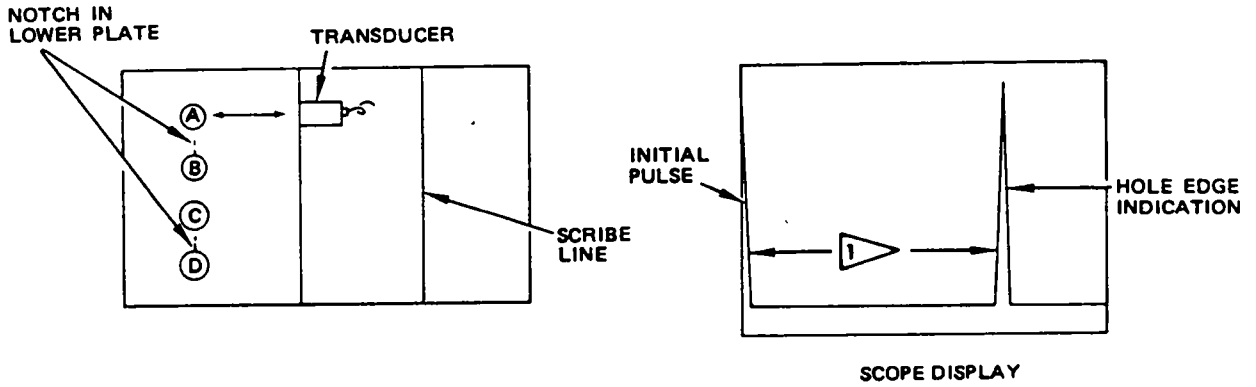 NOTCH IN
LOWER PLATE
TRANSDUCER
A
B
C
D
SCRIBE
LINE
INITIAL
PULSE
1
HOLE EDGE
INDICATION
SCOPE DISPLAY